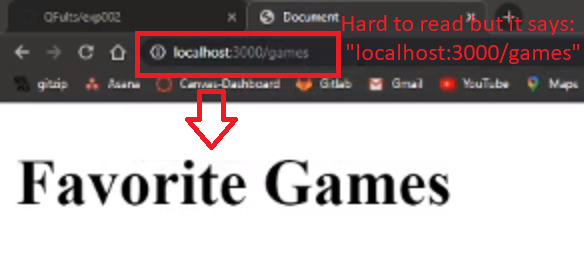 QFults/exp002
Document
Hard to read but it says:
"localhost:3000/games"
localhost:3000/games
gitzip Asana Canvas-Dashboard Gitlab Gmail YouTube Maps
Favorite Games